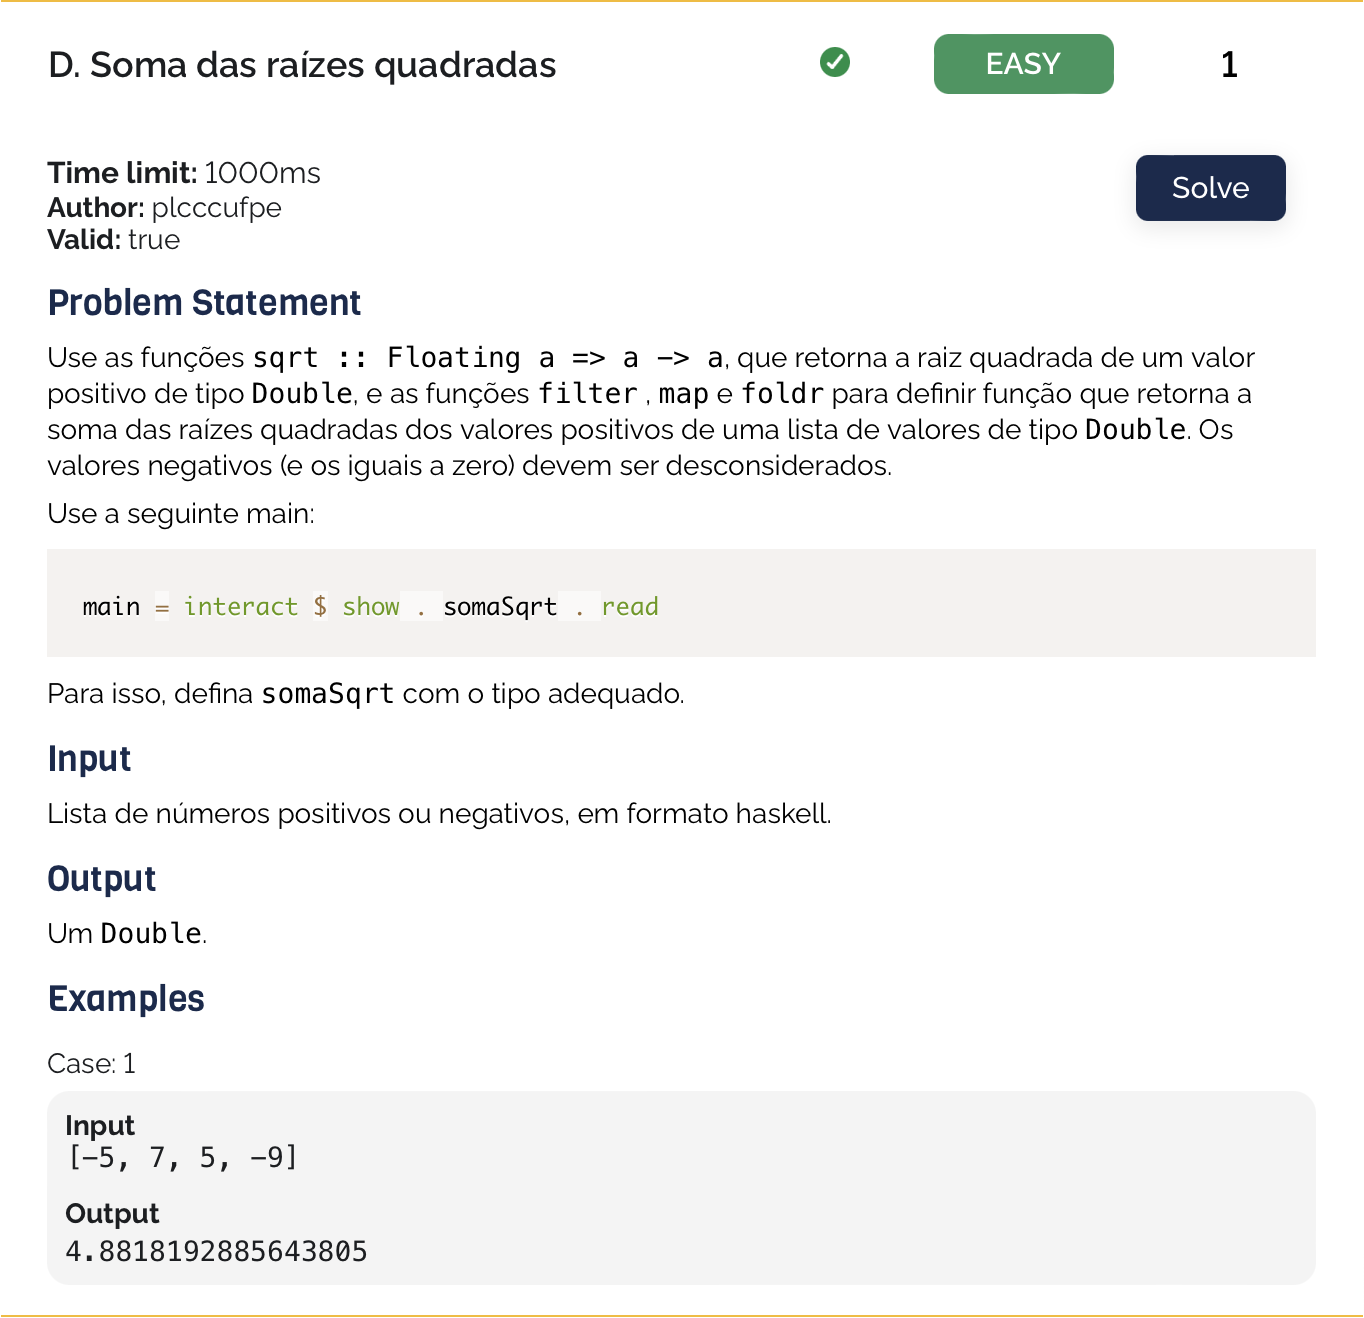 D. Soma das raízes quadradas EASY 1
Time limit: 1000ms
Author: plcccufpe
Valid: true
Solve
Problem Statement
Use as funções sqrt :: Floating a => a -> a, que retorna a raiz quadrada de um valor
positivo de tipo Double, e as funções filter , map e foldr para definir função que retorna a
soma das raízes quadradas dos valores positivos de uma lista de valores de tipo Double. Os
valores negativos (e os iguais a zero) devem ser desconsiderados.
Use a seguinte main:
main = interact $ show . somaSqrt . read
Para isso, defina somaSqrt com o tipo adequado.
Input
Lista de números positivos ou negativos, em formato haskell.
Output
Um Double.
Examples
Case: 1
Input
[-5, 7, 5, -9]
Output
4.8818192885643805